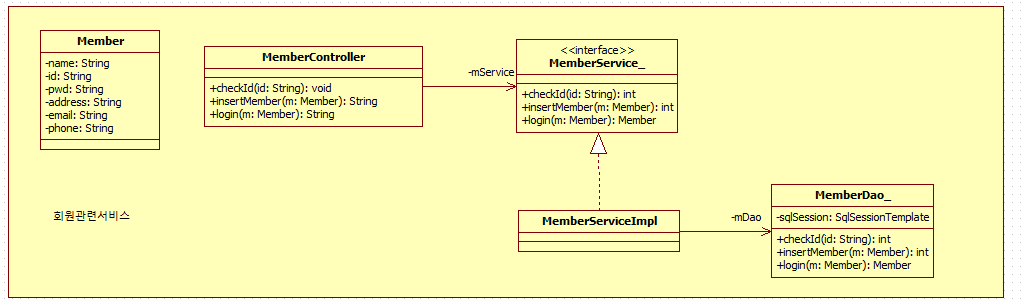 Member
-name: String
-id: String
-pwd: String
-address: String
-email: String
-phone: String
MemberController
+checkId(id: String): void
+insertMember(m: Member): String
+login(m: Member): String
-mService
<<interface>>
MemberService_
+checkId(id: String): int
+insertMember(m: Member): int
+login(m: Member): Member
회원관련서비스
MemberServiceImpl
-mDao
MemberDao_
-sqlSession: SqlSessionTemplate
+checkId(id: String): int
+insertMember(m: Member): int
+login(m: Member): Member